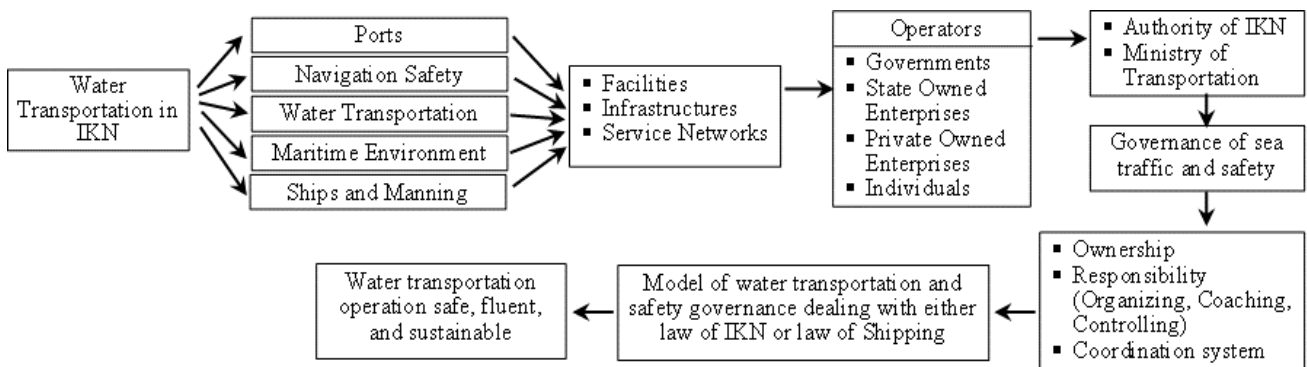 Water
Transportation in
IKN
Ports
Navigation Safety
Water Transportation
Maritime Environment
Ships and Manning
▪ Facilities
▪ Infrastructures
▪ Service Networks
Operators
▪ Governments
▪ State Owned
Enterprises
▪ Private Owned
Enterprises
▪ Individuals
▪ Authority of IKN
▪ Ministry of
Transportation
Governance of sea
traffic and safety
▪ Ownership
▪ Responsibility
(Organizing, Coaching,
Controlling)
▪ Coordination system
Model of water transportation and
safety governance dealing with either
law of IKN or law of Shipping
Water transportation
operation safe, fluent,
and sustainable